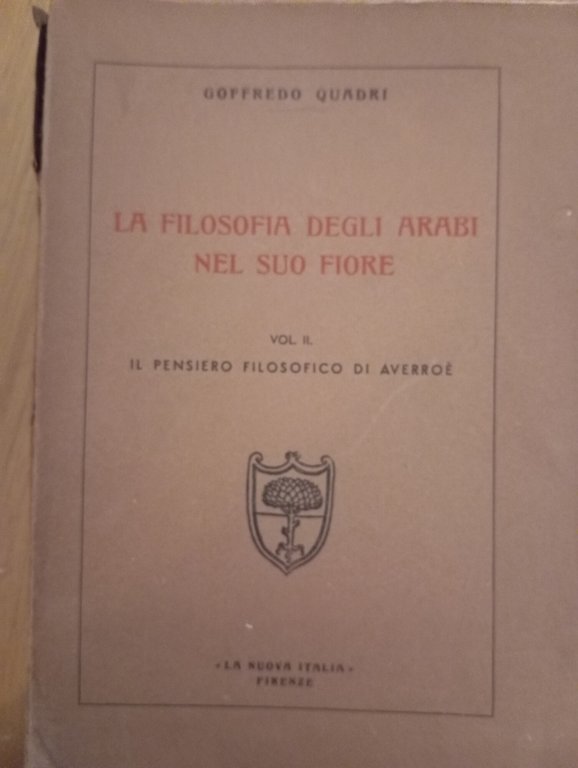 GOFFREDO QUADRI
LA FILOSOFIA DEGLI ARABI
NEL SUO FIORE
VOL. II.
IL PENSIERO FILOSOFICO DI AVERROÈ
«LA NUOVA ITALIA»
FIRENZE